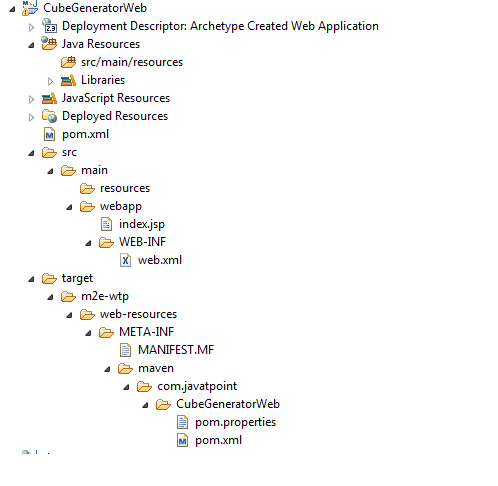 CubeGeneratorWeb
Deployment Descriptor: Archetype Created Web Application
Java Resources
src/main/resources
Libraries
JavaScript Resources
Deployed Resources
pom.xml
src
main
resources
webapp
index.jsp
WEB-INF
web.xml
target
m2e-wtp
web-resources
META-INF
MANIFEST.MF
maven
com.javatpoint
CubeGeneratorWeb
pom.properties
pom.xml